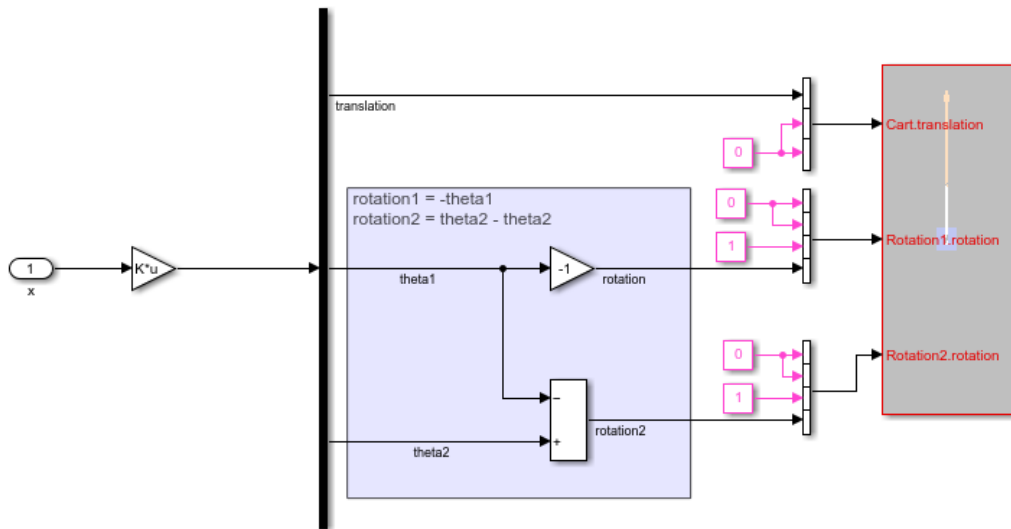 translation
Cart.translation
0
rotation1 = -theta1
rotation2 = theta2 - theta2
0
1
Rotation1.rotation
1
x
K*u
theta1
-1
rotation
0
1
Rotation2.rotation
−
+
theta2
rotation2